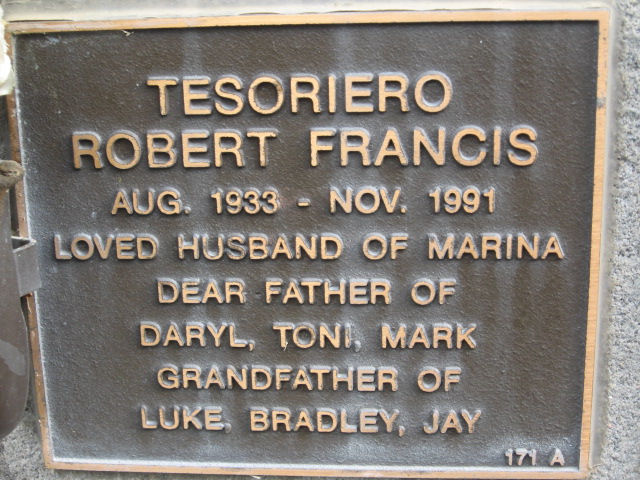 TESORIERO
ROBERT FRANCIS
AUG. 1933 - NOV. 1991
LOVED HUSBAND OF MARINA
DEAR FATHER OF
DARYL, TONI, MARK
GRANDFATHER OF
LUKE, BRADLEY, JAY
171 A